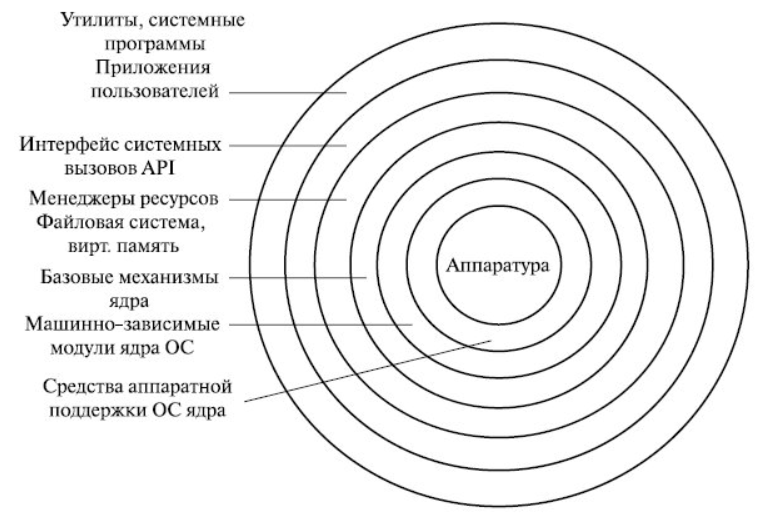 Утилиты, системные
программы
Приложения
пользователей
Интерфейс системных
вызовов API
Менеджеры ресурсов
Файловая система,
вирт. память
Базовые механизмы
ядра
Машинно-зависимые
модули ядра ОС
Средства аппаратной
поддержки ОС ядра
Аппаратура